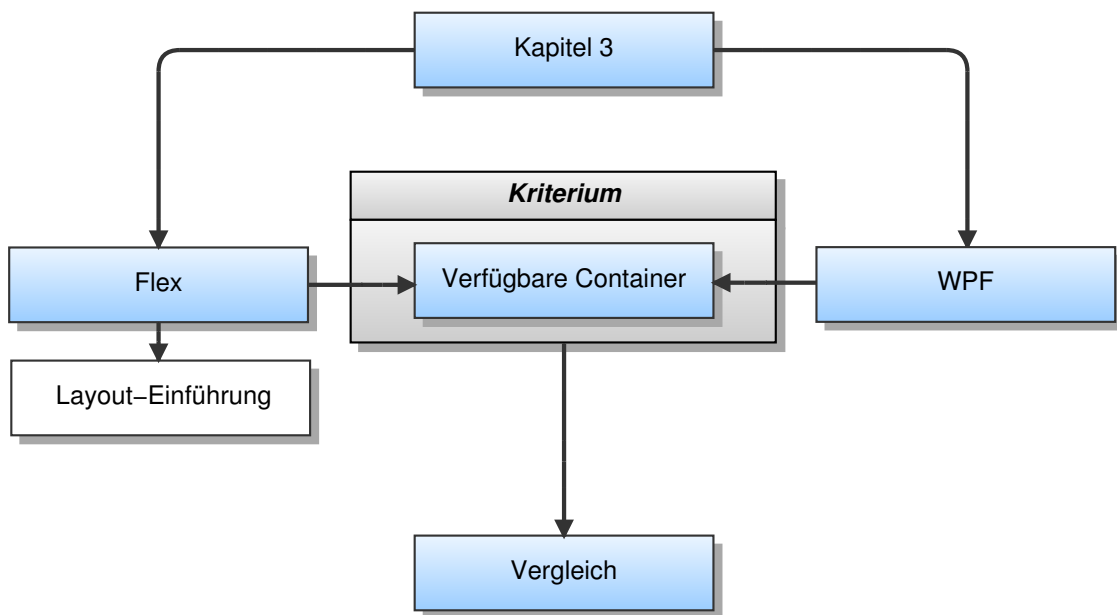 Kapitel 3
Kriterium
Flex
Verfügbare Container
WPF
Layout–Einführung
Vergleich